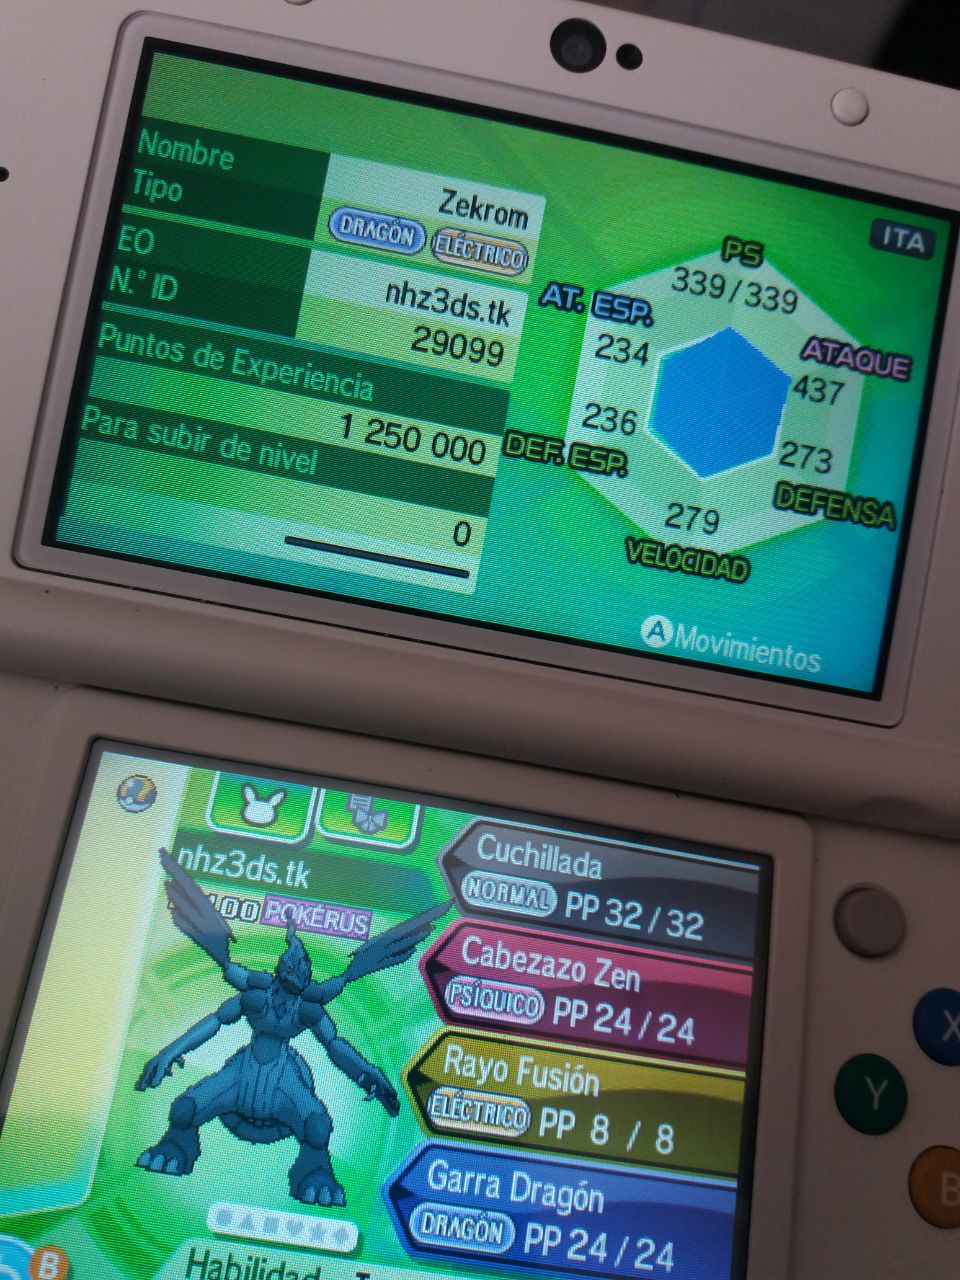 Nombre
Zekrom
Tipo
DRAGÓN ELÉCTRICO
EO
nhz3ds.tk
N.° ID
29099
Puntos de Experiencia
1 250 000
Para subir de nivel
0
ITA
PS
339/339
AT. ESP.
234
ATAQUE
437
236
DEF. ESP.
273
DEFENSA
279
VELOCIDAD
A Movimientos
nhz3ds.tk
100 POKÉRUS
Cuchillada
NORMAL PP 32/32
Cabezazo Zen
PSÍQUICO PP 24/24
Rayo Fusión
ELÉCTRICO PP 8 / 8
Garra Dragón
DRAGÓN PP 24/24
B
Habilidad
X
Y
B